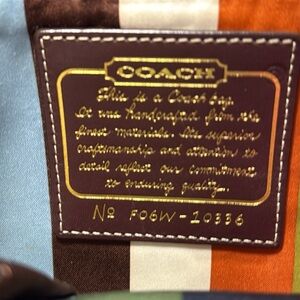 COACH
This is a Coach bag.
It was handcrafted from the
finest materials. Its superior
craftsmanship and attention to
detail reflect our commitment
to enduring quality.
Nº F06W-10336